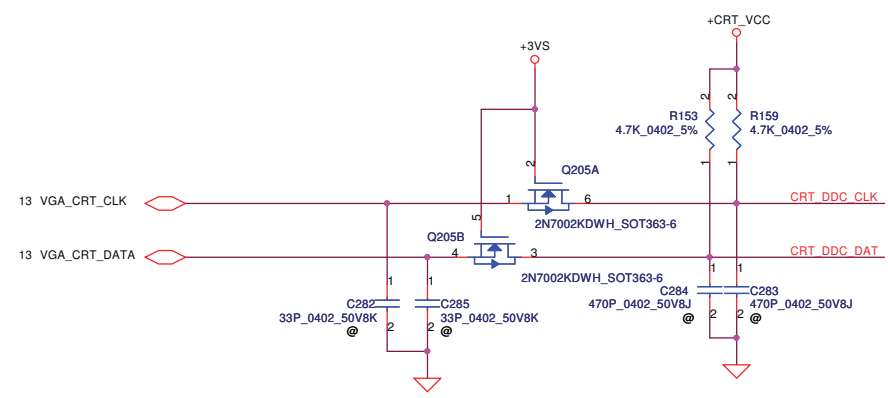 +CRT_VCC
+3VS
2
2
R153
R159
4.7K_0402_5%
4.7K_0402_5%
2
1
1
Q205A
13 VGA_CRT_CLK
1
6
CRT_DDC_CLK
5
2N7002KDWH_SOT363-6
Q205B
13 VGA_CRT_DATA
4
3
CRT_DDC_DAT
2N7002KDWH_SOT363-6
1
1
1
1
C282
C285
C284
C283
33P_0402_50V8K
33P_0402_50V8K
470P_0402_50V8J
470P_0402_50V8J
@
2
@
2
@
2
@
2